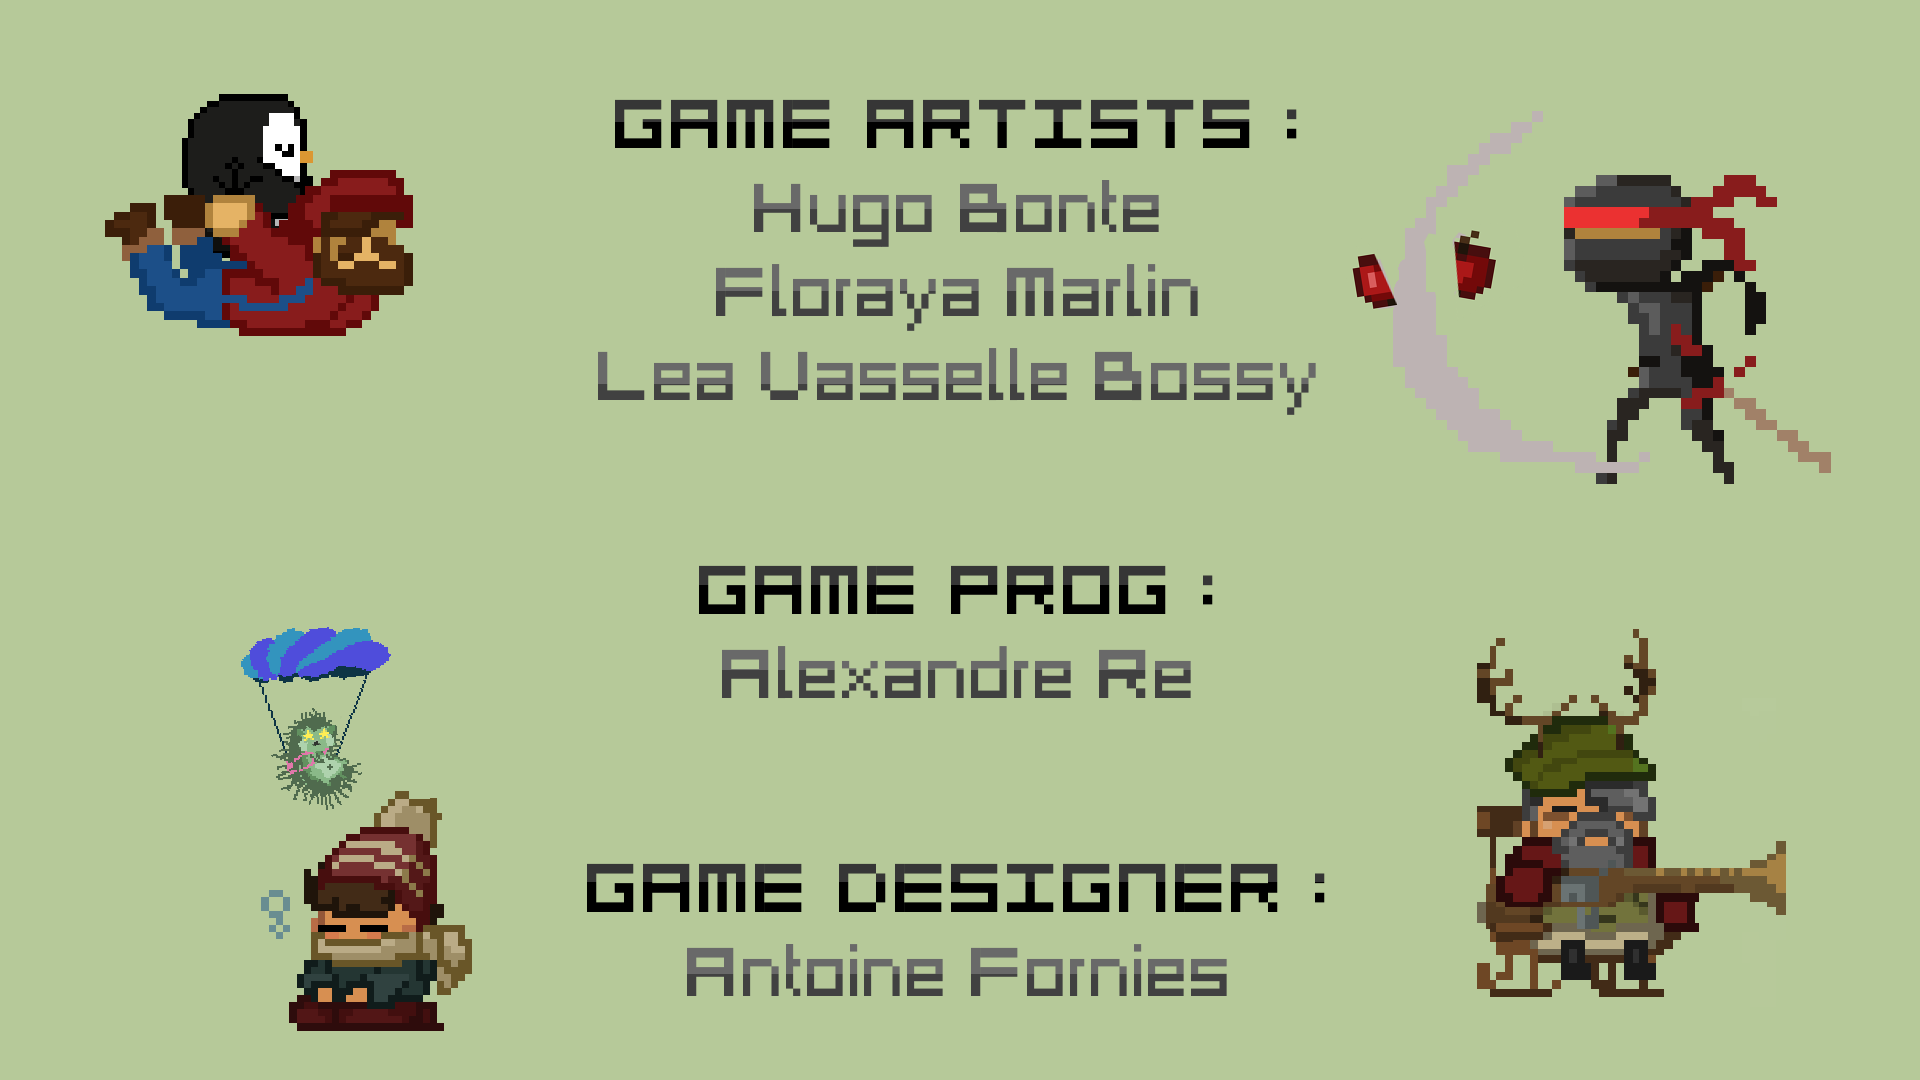 GAME ARTISTS :
Hugo Bonte
Floraya Marlin
Lea Vasselle Bossy
GAME PROG :
Alexandre Re
GAME DESIGNER :
Antoine Fornies